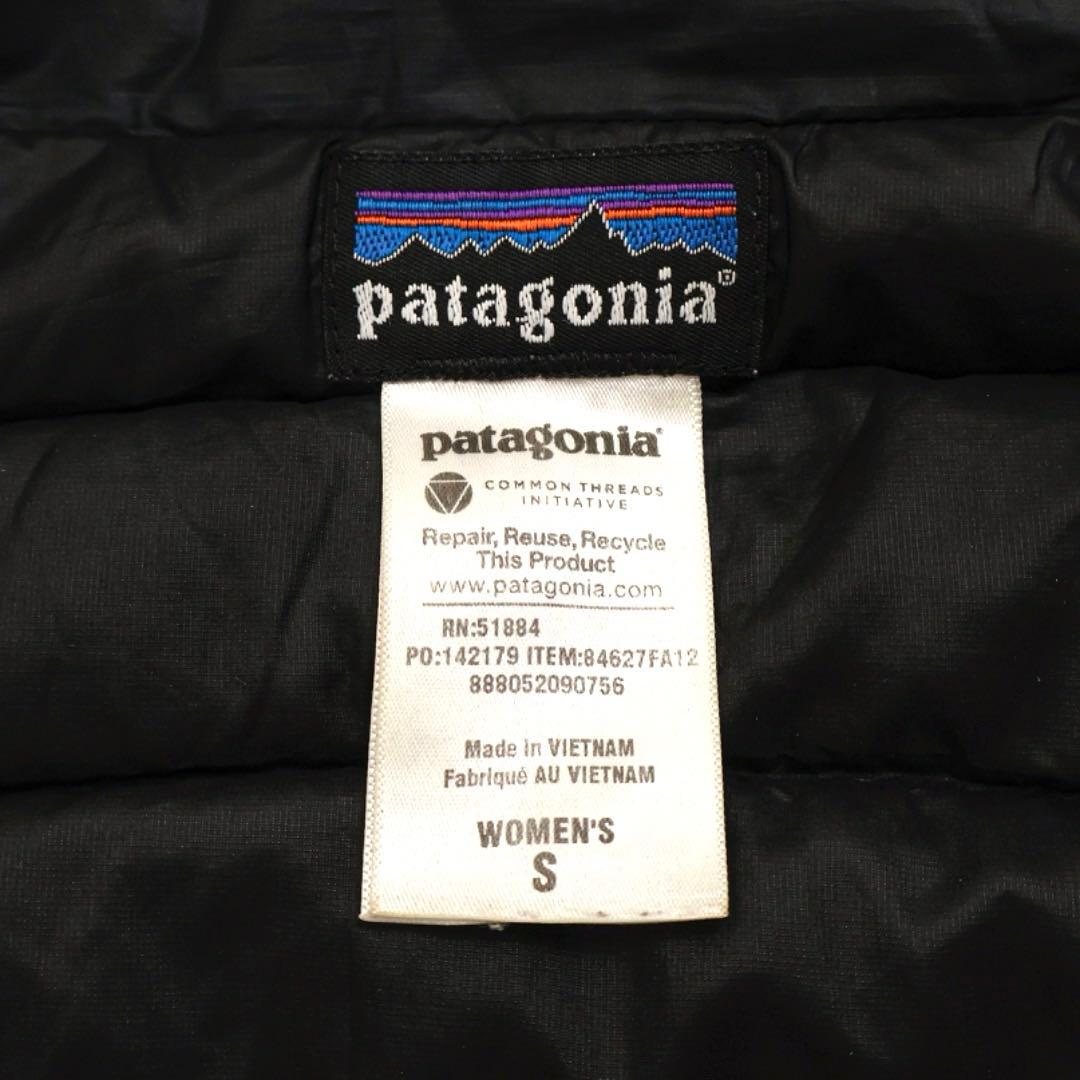 patagonia®
patagonia®
COMMON THREADS
INITIATIVE
Repair, Reuse, Recycle
This Product
www.patagonia.com
RN:51884
PO:142179 ITEM:84627FA12
888052090756
Made in VIETNAM
Fabriqué AU VIETNAM
WOMEN'S
S